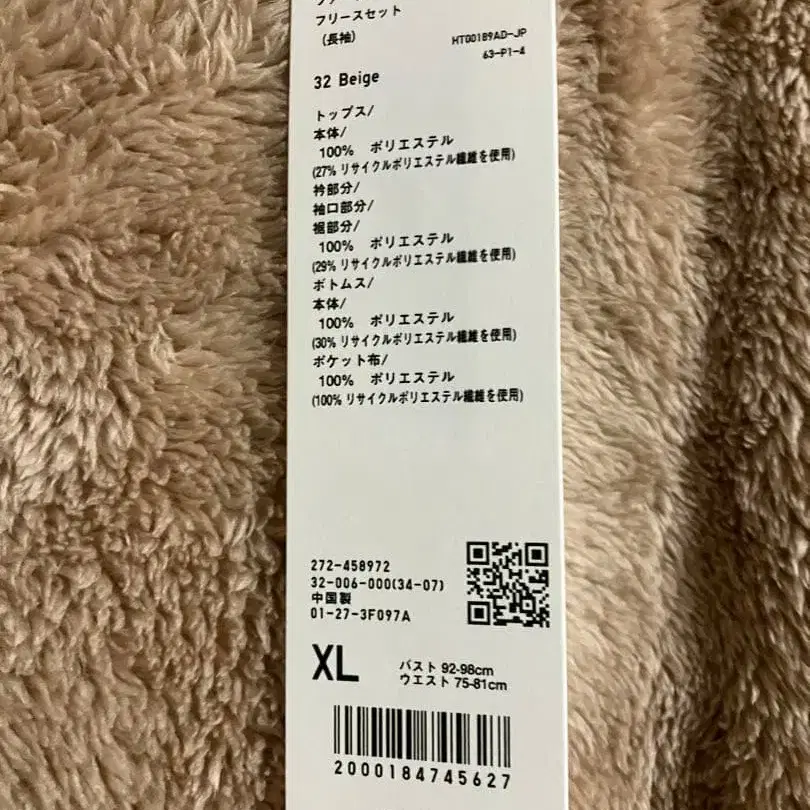 フリースセット
（長袖）
HT00189AD-JP
63-P1-4
32 Beige
トップス/
本体/
100% ポリエステル
(27% リサイクルポリエステル繊維を使用)
衿部分/
袖口部分/
裾部分/
100% ポリエステル
(29% リサイクルポリエステル繊維を使用)
ボトムス/
本体/
100% ポリエステル
(30% リサイクルポリエステル繊維を使用)
ポケット布/
100% ポリエステル
(100% リサイクルポリエステル繊維を使用)
272-458972
32-006-000(34-07)
中国製
01-27-3F097A
XL
バスト 92-98cm
ウエスト 75-81cm
2000184745627